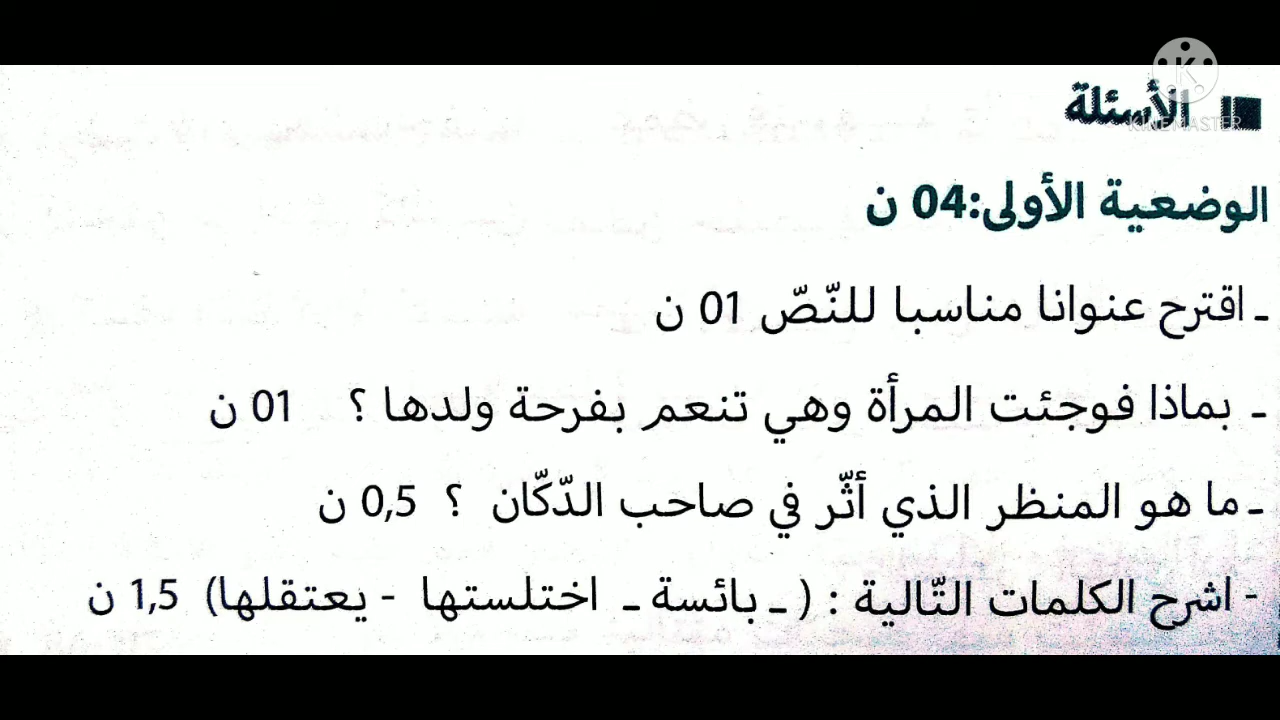 الأسئلة
KINEMASTER
الوضعية الأولى:04 ن
ـ اقترح عنوانا مناسبا للنّصّ 01 ن
ـ بماذا فوجئت المرأة وهي تنعم بفرحة ولدها ؟ 01 ن
ـ ما هو المنظر الذي أثّر في صاحب الدّكّان ؟ 0,5 ن
- اشرح الكلمات التّالية : ( ـ بائسة ـ اختلستها - يعتقلها) 1,5 ن